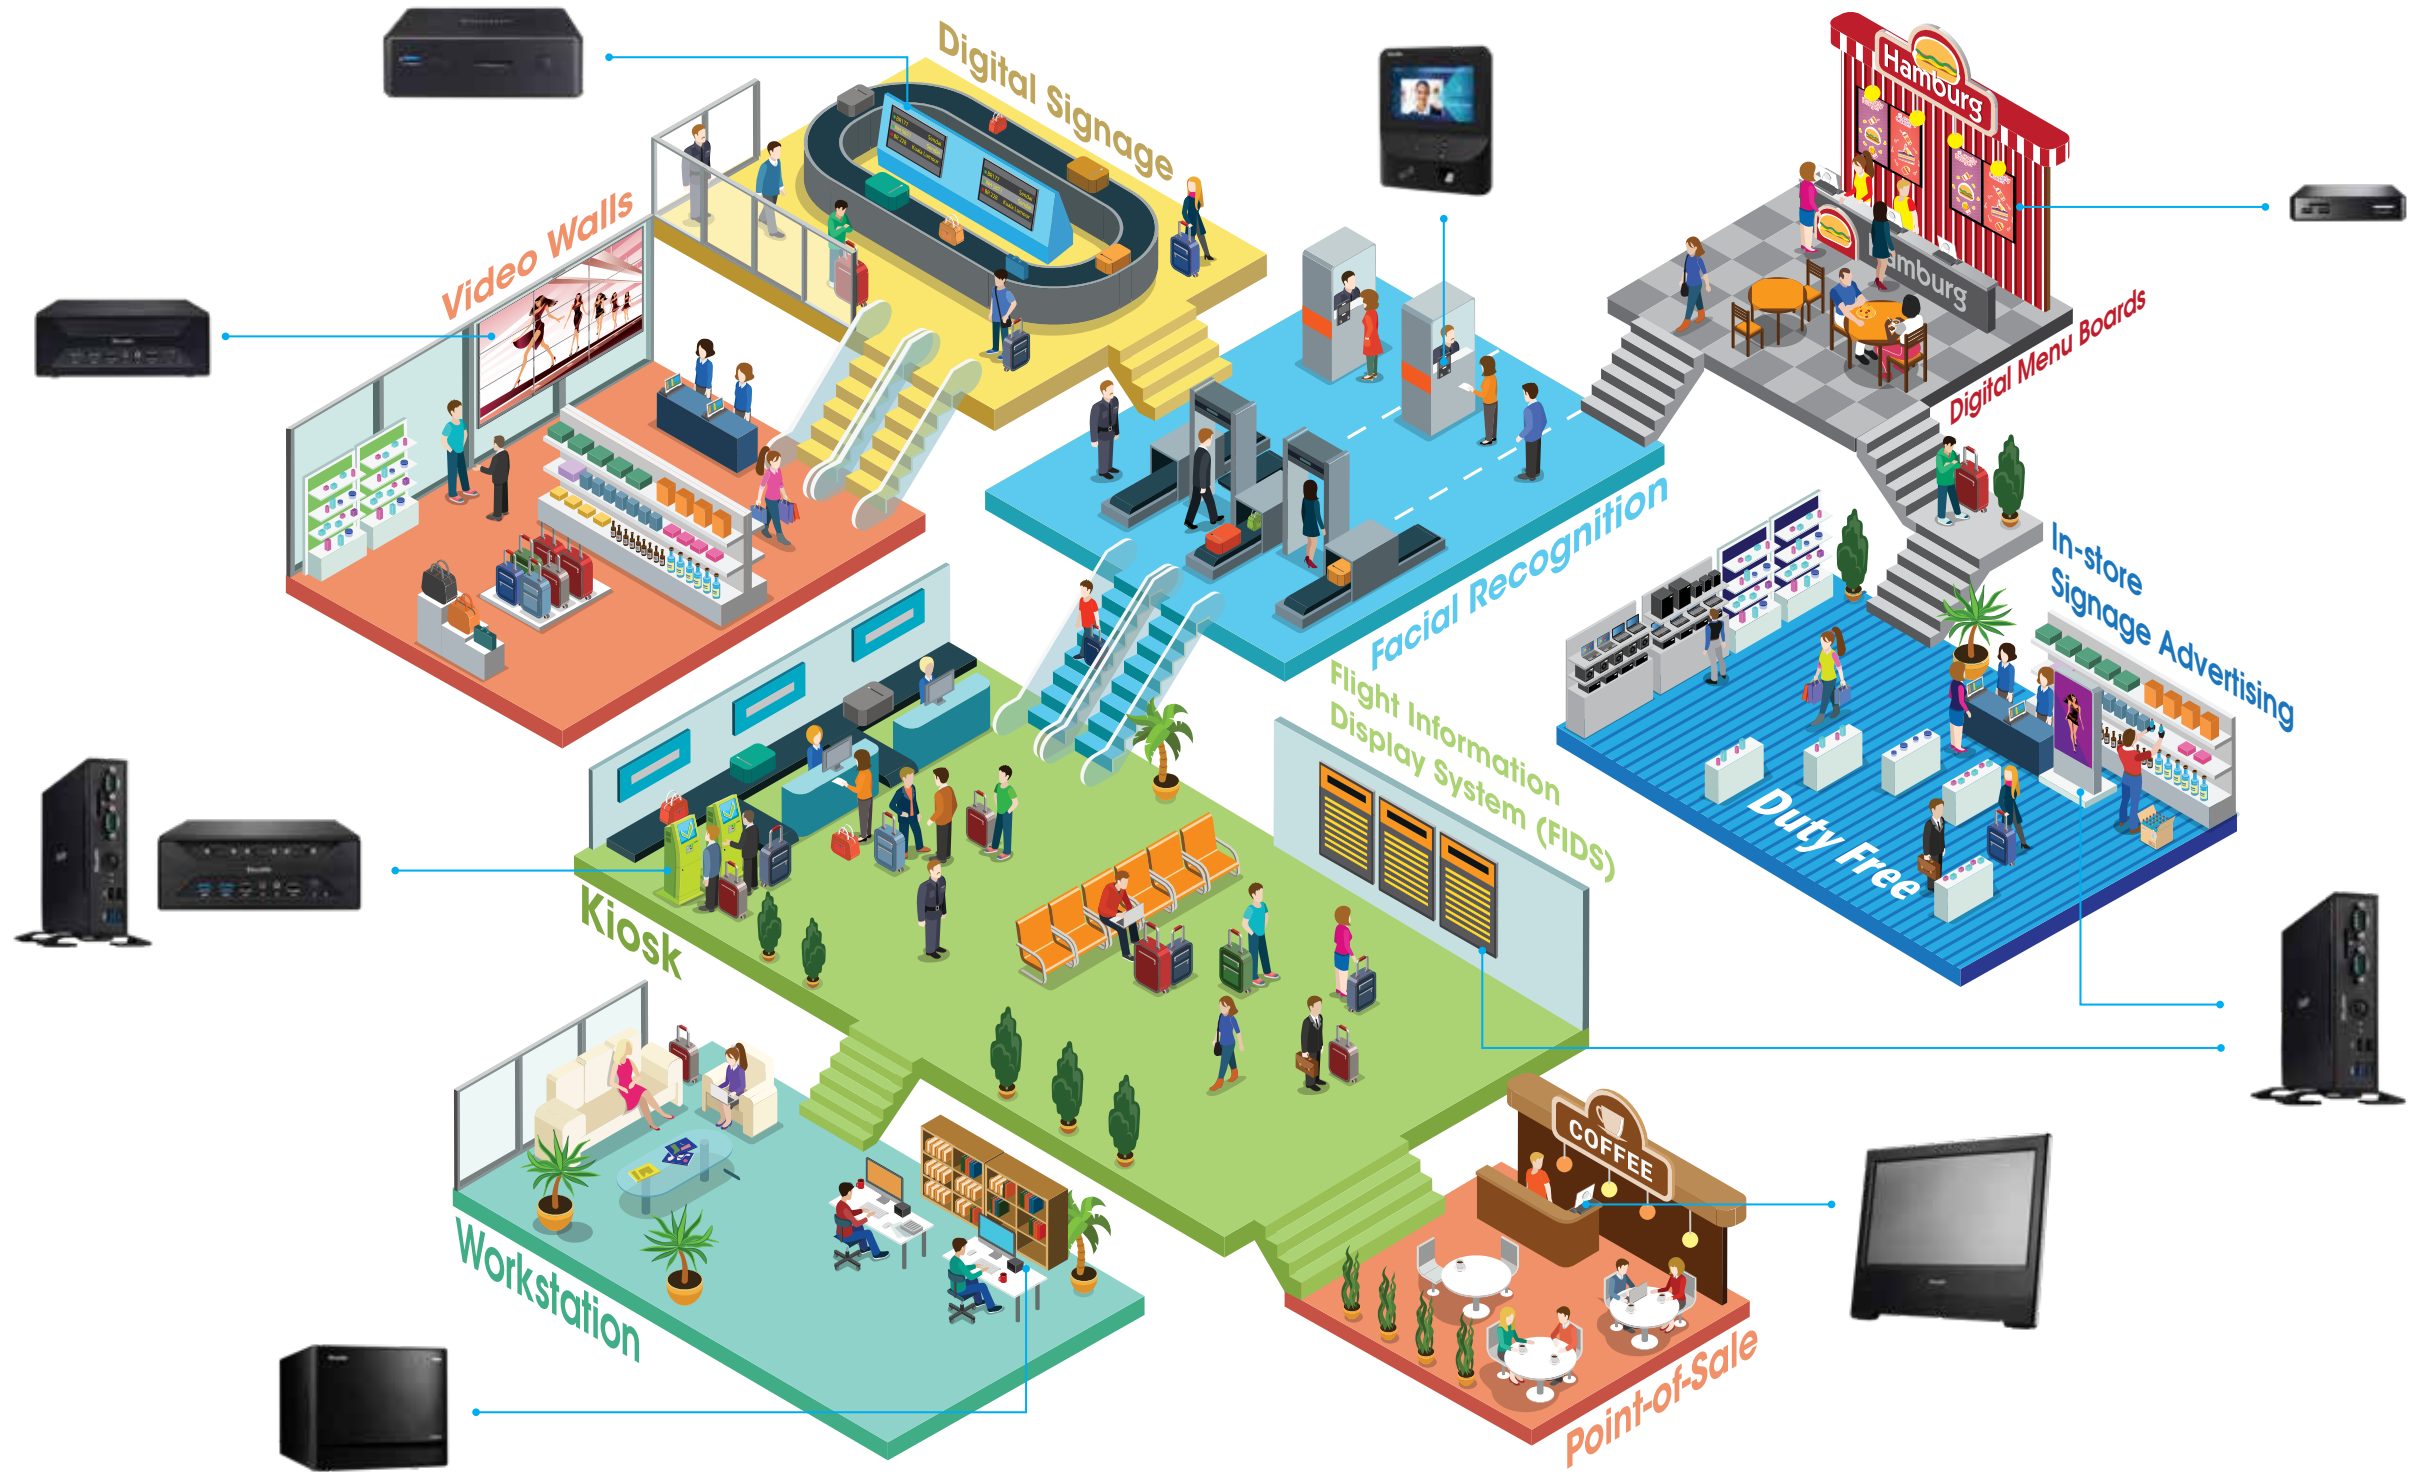 Digital Signage
Hamburg
Video Walls
Hamburg
Digital Menu Boards
Facial Recognition
In-store
Signage Advertising
Flight Information
Display System (FIDS)
Duty Free
Kiosk
COFFEE
Workstation
Point-of-Sale